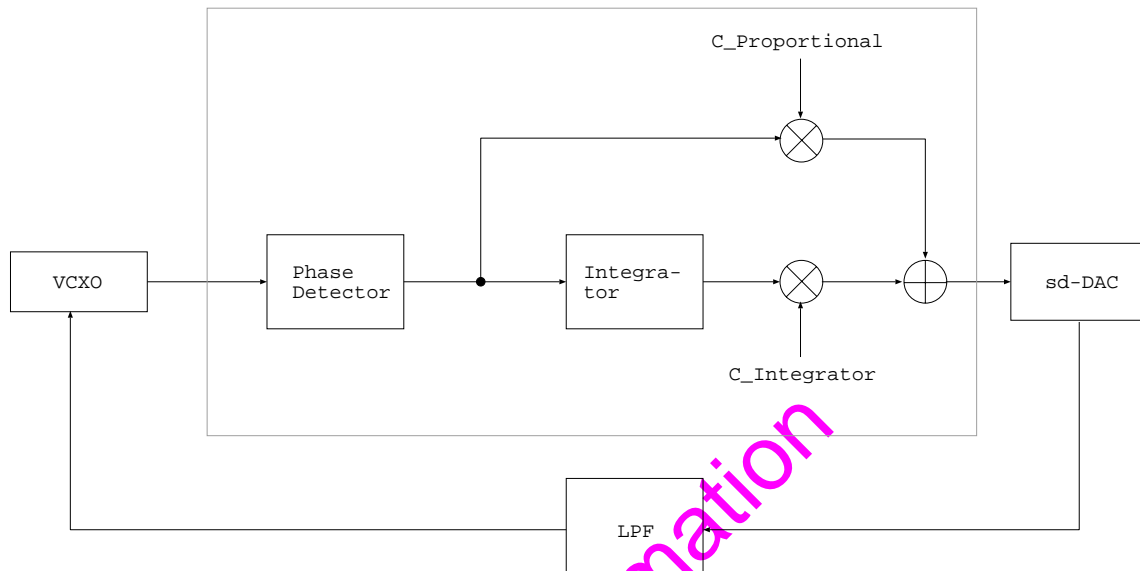 C_Proportional
Phase
Detector
Integra-
tor
VCXO
sd-DAC
C_Integrator
LPF
mation